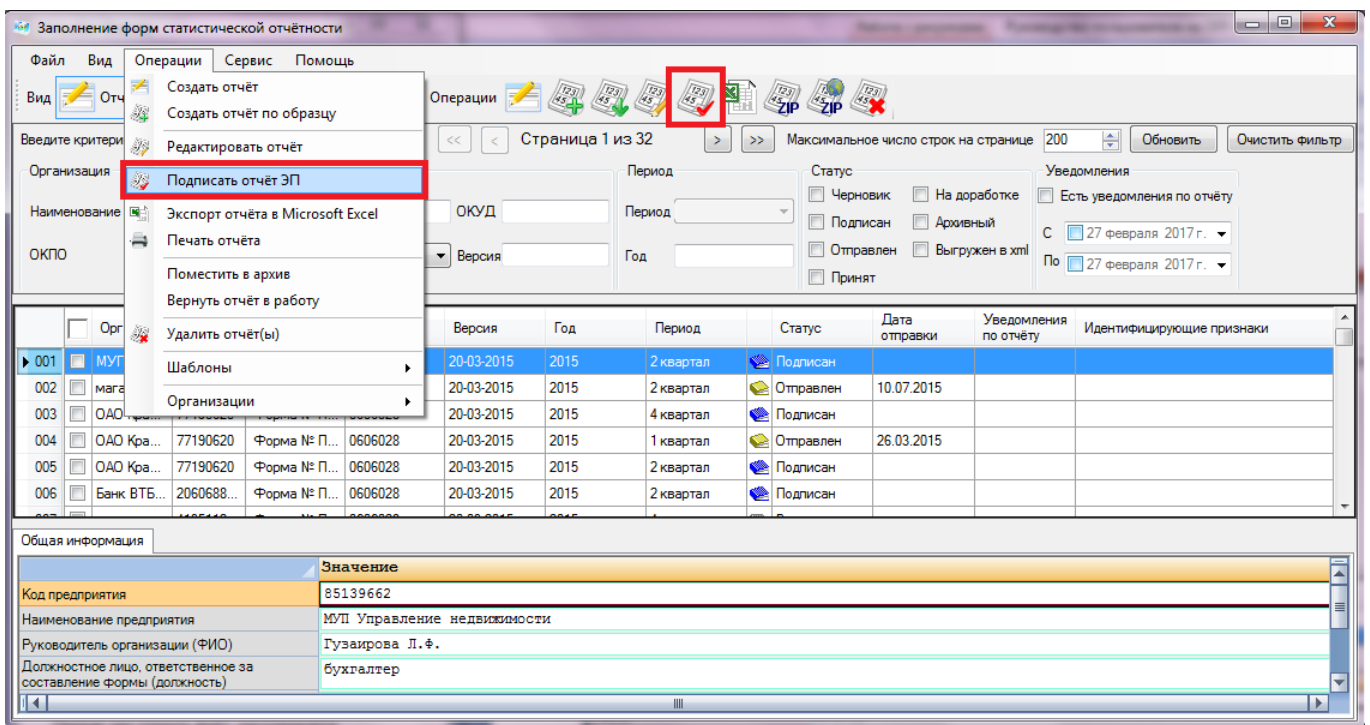 Заполнение форм статистической отчётности
Файл Вид Операции Сервис Помощь
Вид Отч Операции
Создать отчёт
Создать отчёт по образцу
Редактировать отчёт
Подписать отчёт ЭП
Экспорт отчёта в Microsoft Excel
Печать отчёта
Поместить в архив
Вернуть отчёт в работу
Удалить отчёт(ы)
Шаблоны
Организации
Введите критери << < Страница 1 из 32 > >> Максимальное число строк на странице 200 Обновить Очистить фильтр
Организация Период Статус Уведомления
Черновик На доработке Есть уведомления по отчёту
Наименование ОКУД Период Подписан Архивный
С 27 февраля 2017 г.
ОКПО Версия Год Отправлен Выгружен в xml
По 27 февраля 2017 г.
Принят
Орг Версия Год Период Статус Дата отправки Уведомления по отчёту Идентифицирующие признаки
001 МУП 20-03-2015 2015 2 квартал Подписан
002 мага 20-03-2015 2015 2 квартал Отправлен 10.07.2015
003 ОАО 20-03-2015 2015 4 квартал Подписан
004 ОАО Кра... 77190620 Форма № П... 0606028 20-03-2015 2015 1 квартал Отправлен 26.03.2015
005 ОАО Кра... 77190620 Форма № П... 0606028 20-03-2015 2015 2 квартал Подписан
006 Банк ВТБ... 2060688... Форма № П... 0606028 20-03-2015 2015 2 квартал Подписан
Общая информация
Значение
Код предприятия 85139662
Наименование предприятия МУП Управление недвижимости
Руководитель организации (ФИО) Гузаирова Л.Ф.
Должностное лицо, ответственное за
составление формы (должность) бухгалтер